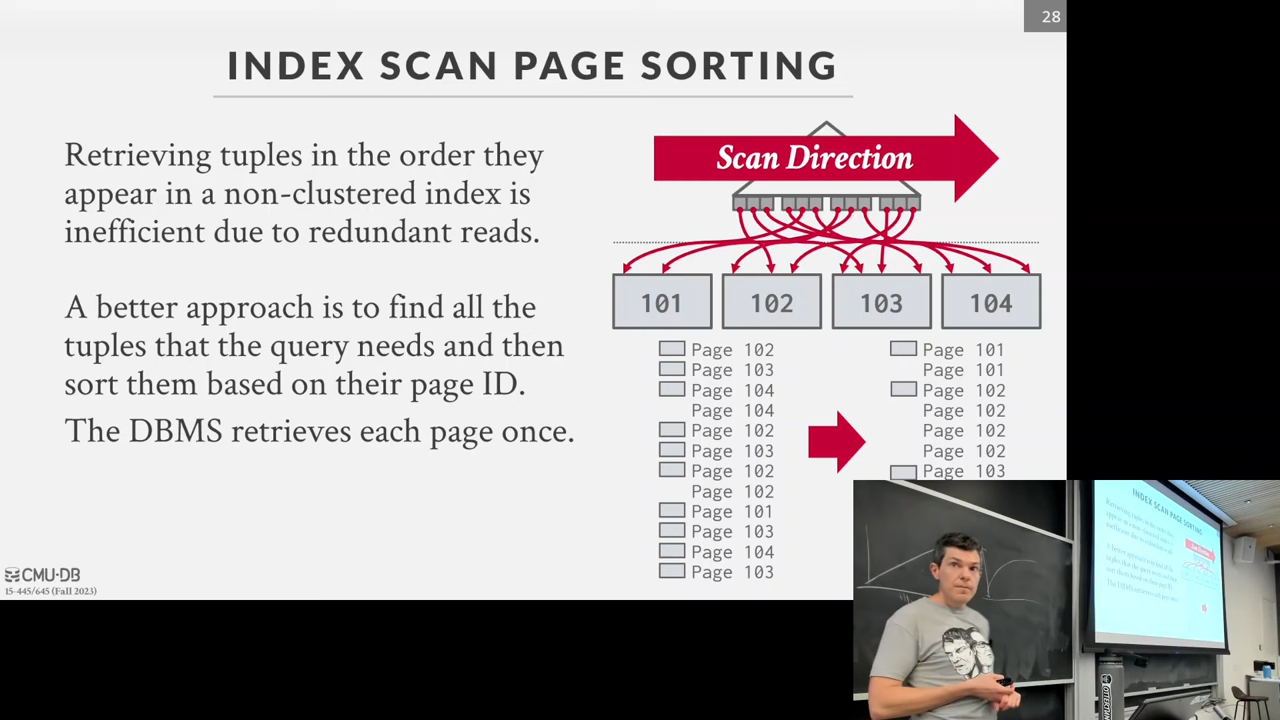 28
INDEX SCAN PAGE SORTING
Retrieving tuples in the order they
appear in a non-clustered index is
inefficient due to redundant reads.
A better approach is to find all the
tuples that the query needs and then
sort them based on their page ID.
The DBMS retrieves each page once.
Scan Direction
101 102 103 104
Page 102
Page 103
Page 104
Page 104
Page 102
Page 103
Page 102
Page 102
Page 101
Page 103
Page 104
Page 103
Page 101
Page 101
Page 102
Page 102
Page 102
Page 102
Page 103
CMU·DB
15-445/645 (Fall 2023)
INDEX SCAN PAGE SORTING